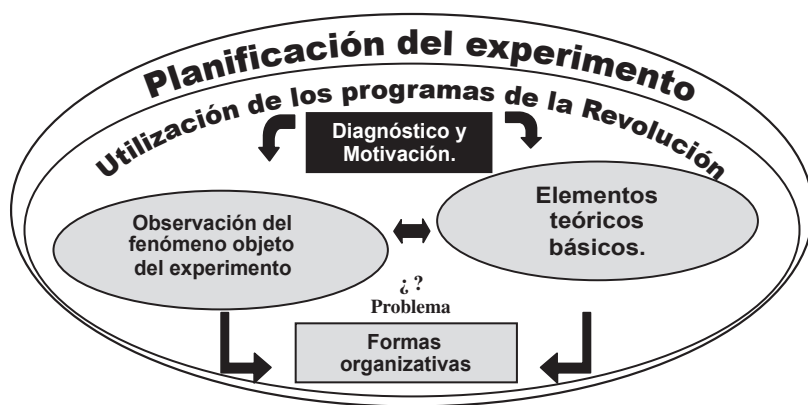 Planificación del experimento
Utilización de los programas de la Revolución
Diagnóstico y
Motivación.
Observación del
fenómeno objeto
del experimento
Elementos
teóricos
básicos.
¿ ?
Problema
Formas
organizativas